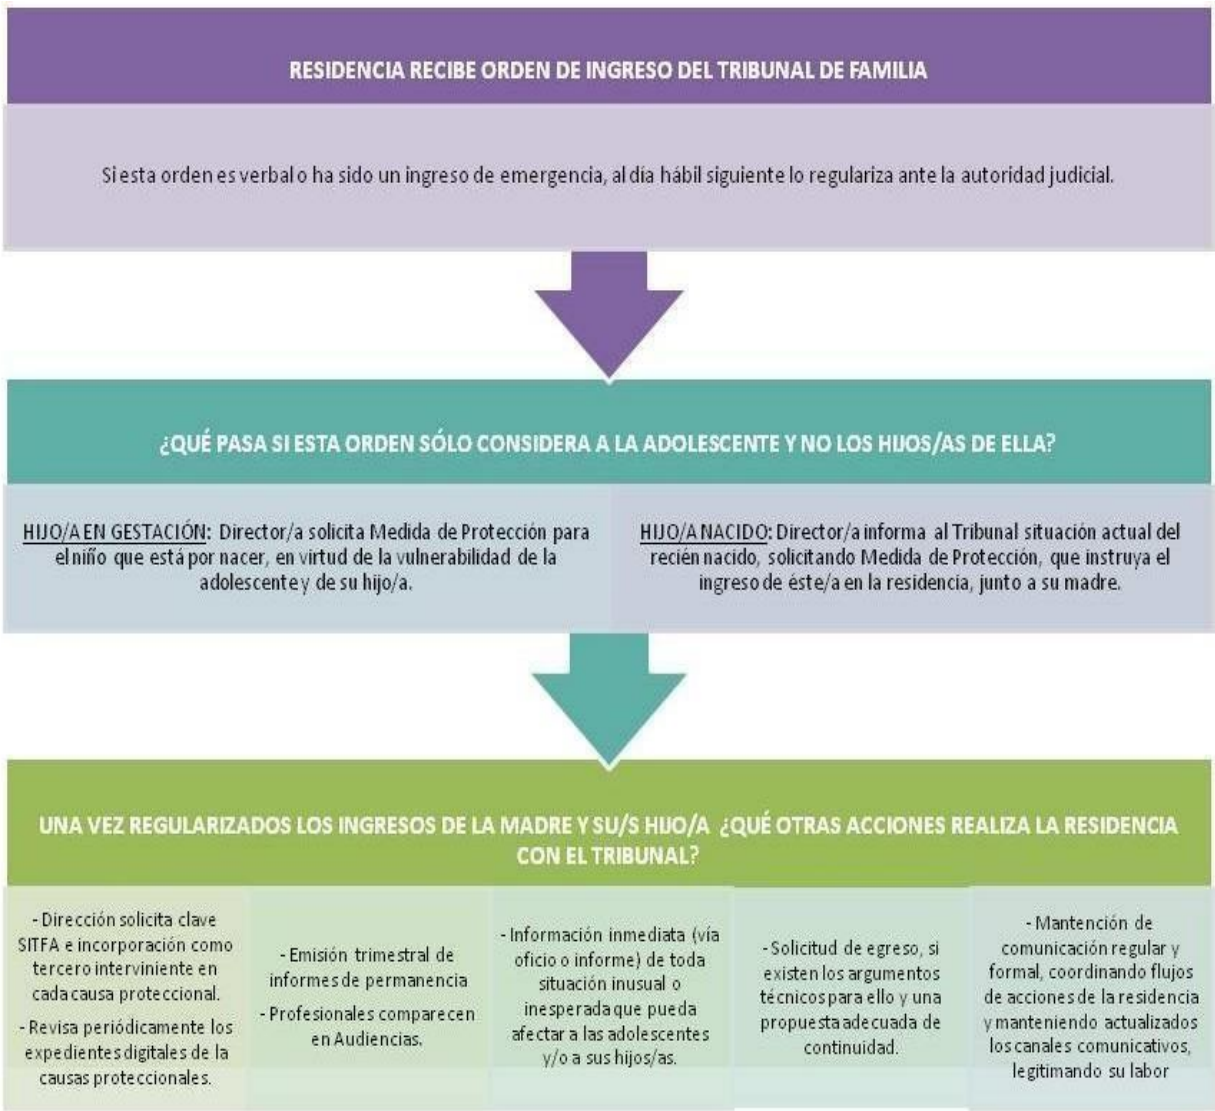 RESIDENCIA RECIBE ORDEN DE INGRESO DEL TRIBUNAL DE FAMILIA
Si esta orden es verbal o ha sido un ingreso de emergencia, al día hábil siguiente lo regulariza ante la autoridad judicial.
¿QUÉ PASA SI ESTA ORDEN SÓLO CONSIDERA A LA ADOLESCENTE Y NO LOS HIJOS/AS DE ELLA?
HIJO/A EN GESTACIÓN: Director/a solicita Medida de Protección para
el niño que está por nacer, en virtud de la vulnerabilidad de la
adolescente y de su hijo/a.
HIJO/A NACIDO: Director/a informa al Tribunal situación actual del
recién nacido, solicitando Medida de Protección, que instruya el
ingreso de éste/a en la residencia, junto a su madre.
UNA VEZ REGULARIZADOS LOS INGRESOS DE LA MADRE Y SU/S HIJO/A ¿QUÉ OTRAS ACCIONES REALIZA LA RESIDENCIA
CON EL TRIBUNAL?
- Dirección solicita clave
SITFA e incorporación como
tercero interviniente en
cada causa proteccional.
- Revisa periódicamente los
expedientes digitales de la
causas proteccionales.
- Emisión trimestral de
informes de permanencia
- Profesionales comparecen
en Audiencias.
- Información inmediata (vía
oficio o informe) de toda
situación inusual o
inesperada que pueda
afectar a las adolescentes
y/o a sus hijos/as.
- Solicitud de egreso, si
existen los argumentos
técnicos para ello y una
propuesta adecuada de
continuidad.
- Mantención de
comunicación regular y
formal, coordinando flujos
de acciones de la residencia
y manteniendo actualizados
los canales comunicativos,
legitimando su labor